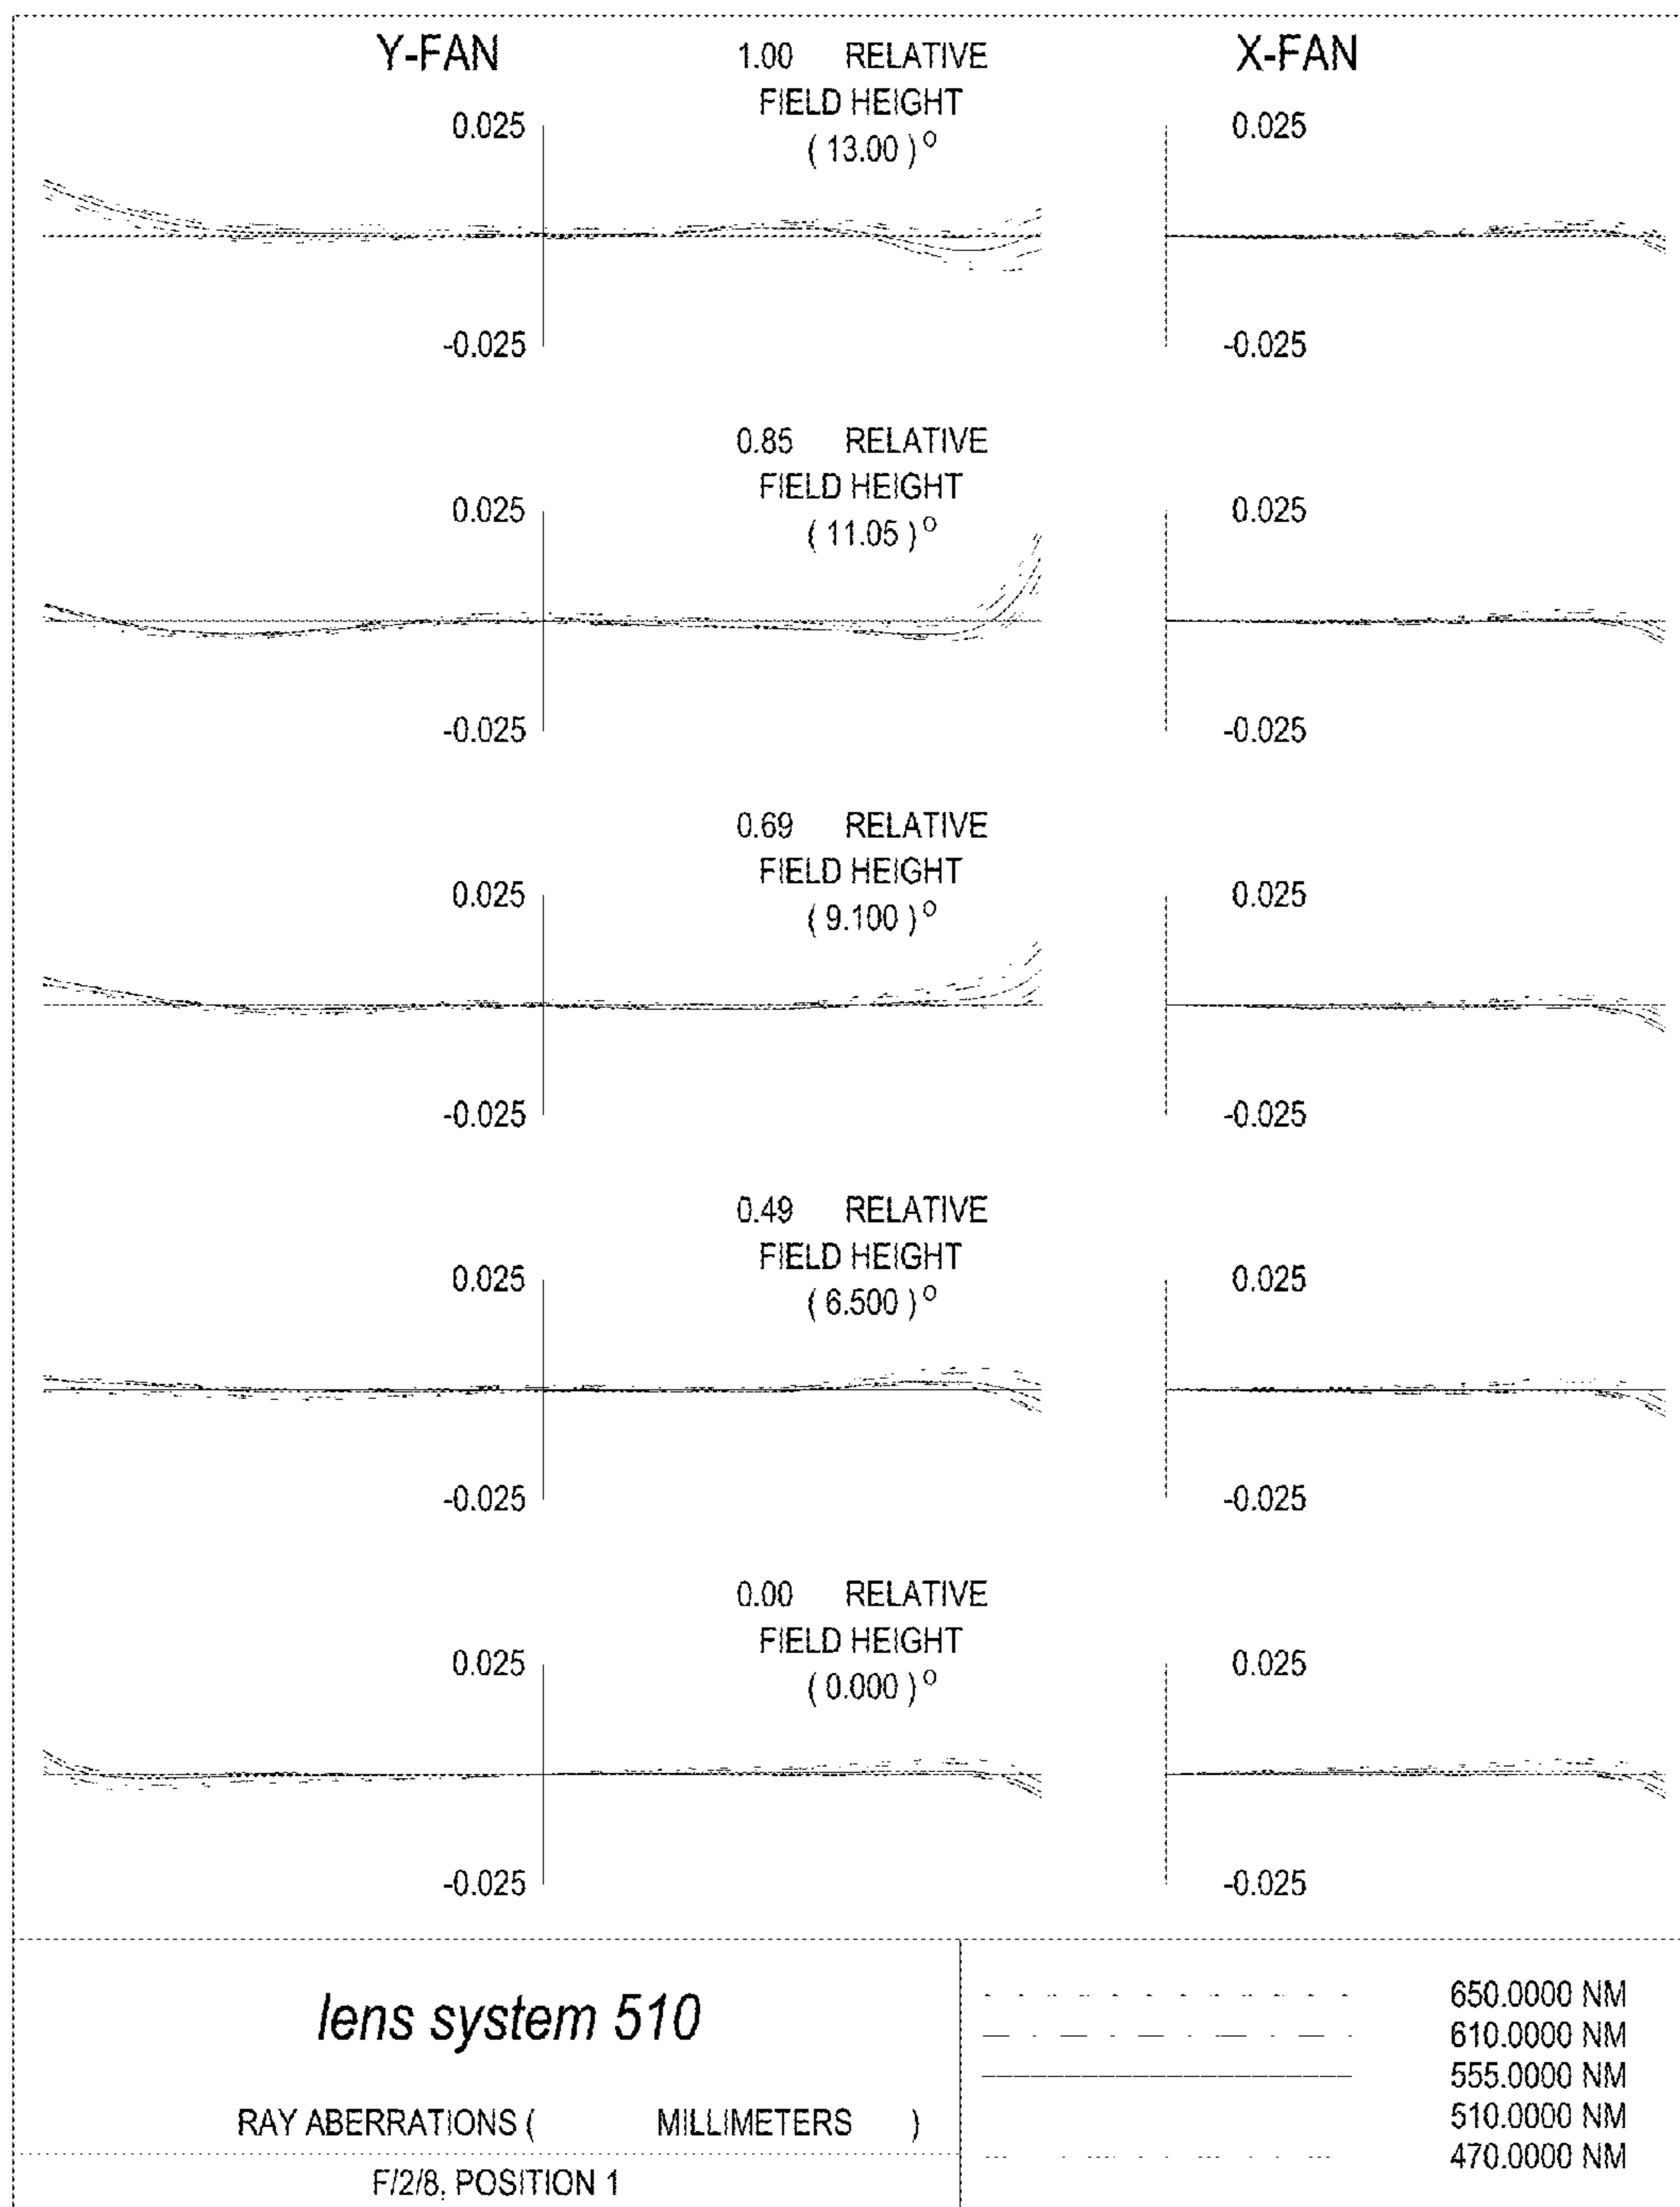 Y-FAN
1.00 RELATIVE
X-FAN
FIELD HEIGHT
( 13.00 )O
0.025
0.025
-0.025
-0.025
0.85 RELATIVE
FIELD HEIGHT
( 11.05 )O
0.025
0.025
-0.025
-0.025
0.69 RELATIVE
FIELD HEIGHT
( 9.100 )O
0.025
0.025
-0.025
-0.025
0.49 RELATIVE
FIELD HEIGHT
( 6.500 )O
0.025
0.025
-0.025
-0.025
0.00 RELATIVE
FIELD HEIGHT
( 0.000 )O
0.025
0.025
-0.025
-0.025
lens system 510
RAY ABERRATIONS ( MILLIMETERS )
F/2/8, POSITION 1
650.0000 NM
610.0000 NM
555.0000 NM
510.0000 NM
470.0000 NM